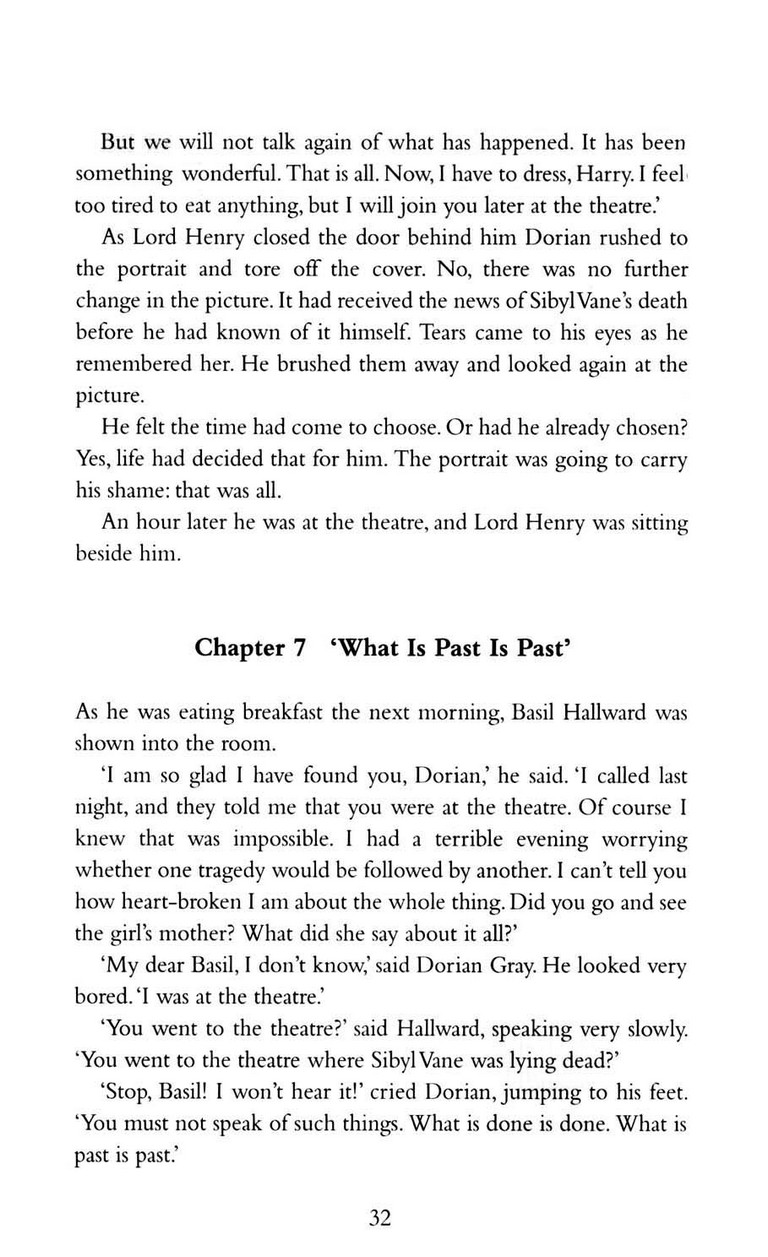 But we will not talk again of what has happened. It has been
something wonderful. That is all. Now, I have to dress, Harry. I feel
too tired to eat anything, but I will join you later at the theatre.’
As Lord Henry closed the door behind him Dorian rushed to
the portrait and tore off the cover. No, there was no further
change in the picture. It had received the news of Sibyl Vane’s death
before he had known of it himself. Tears came to his eyes as he
remembered her. He brushed them away and looked again at the
picture.
He felt the time had come to choose. Or had he already chosen?
Yes, life had decided that for him. The portrait was going to carry
his shame: that was all.
An hour later he was at the theatre, and Lord Henry was sitting
beside him.
Chapter 7 ‘What Is Past Is Past’
As he was eating breakfast the next morning, Basil Hallward was
shown into the room.
‘I am so glad I have found you, Dorian,’ he said. ‘I called last
night, and they told me that you were at the theatre. Of course I
knew that was impossible. I had a terrible evening worrying
whether one tragedy would be followed by another. I can’t tell you
how heart-broken I am about the whole thing. Did you go and see
the girl’s mother? What did she say about it all?’
‘My dear Basil, I don’t know,’ said Dorian Gray. He looked very
bored. ‘I was at the theatre.’
‘You went to the theatre?’ said Hallward, speaking very slowly.
‘You went to the theatre where Sibyl Vane was lying dead?’
‘Stop, Basil! I won’t hear it!’ cried Dorian, jumping to his feet.
‘You must not speak of such things. What is done is done. What is
past is past.’
32